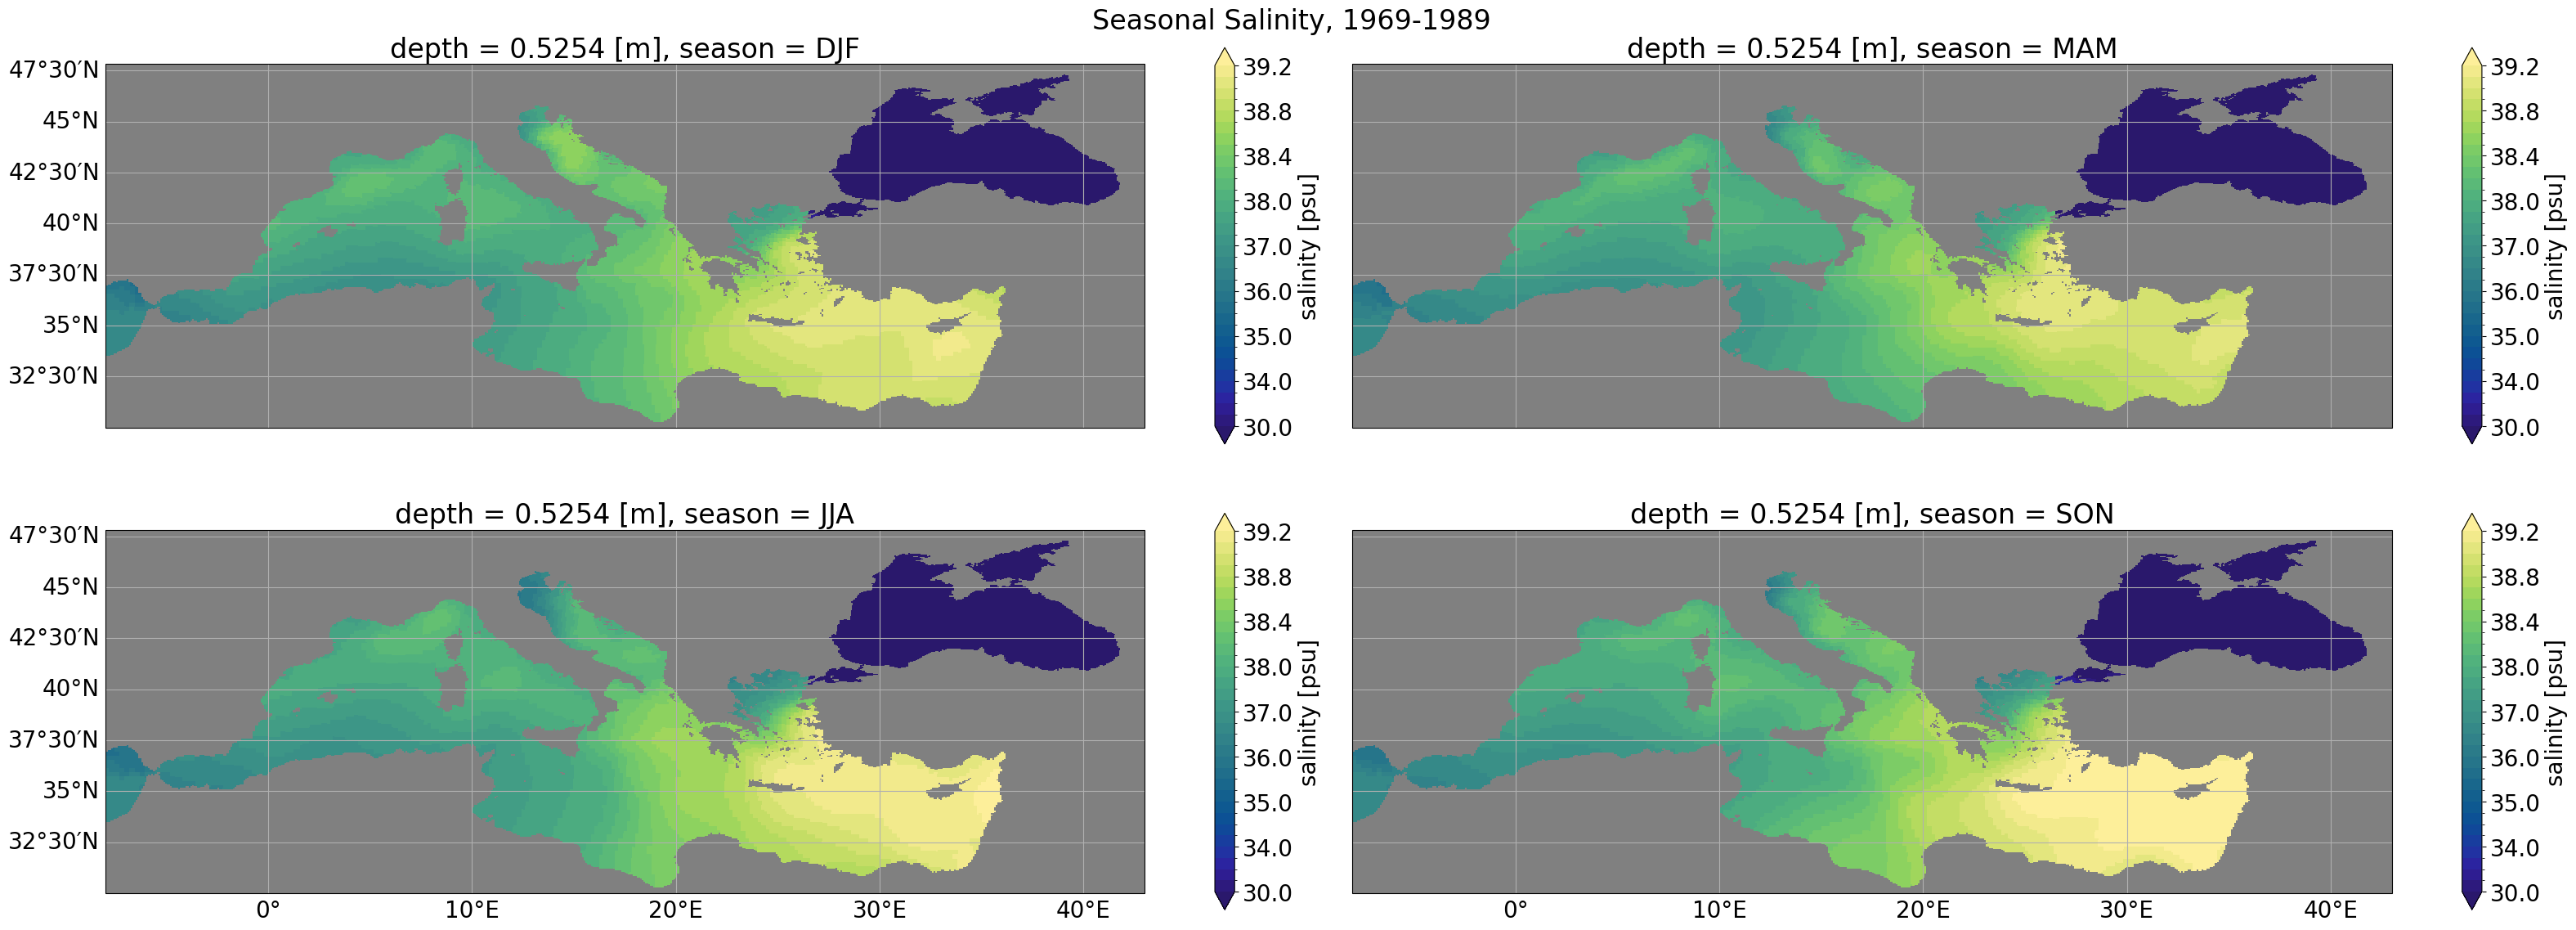 Seasonal Salinity, 1969-1989
depth = 0.5254 [m], season = DJF
47°30′N
45°N
42°30′N
40°N
37°30′N
35°N
32°30′N
39.2
38.8
38.4
38.0
37.0
36.0
35.0
34.0
30.0
salinity [psu]
depth = 0.5254 [m], season = MAM
39.2
38.8
38.4
38.0
37.0
36.0
35.0
34.0
30.0
salinity [psu]
depth = 0.5254 [m], season = JJA
47°30′N
45°N
42°30′N
40°N
37°30′N
35°N
32°30′N
0°
10°E
20°E
30°E
40°E
39.2
38.8
38.4
38.0
37.0
36.0
35.0
34.0
30.0
salinity [psu]
depth = 0.5254 [m], season = SON
0°
10°E
20°E
30°E
40°E
39.2
38.8
38.4
38.0
37.0
36.0
35.0
34.0
30.0
salinity [psu]